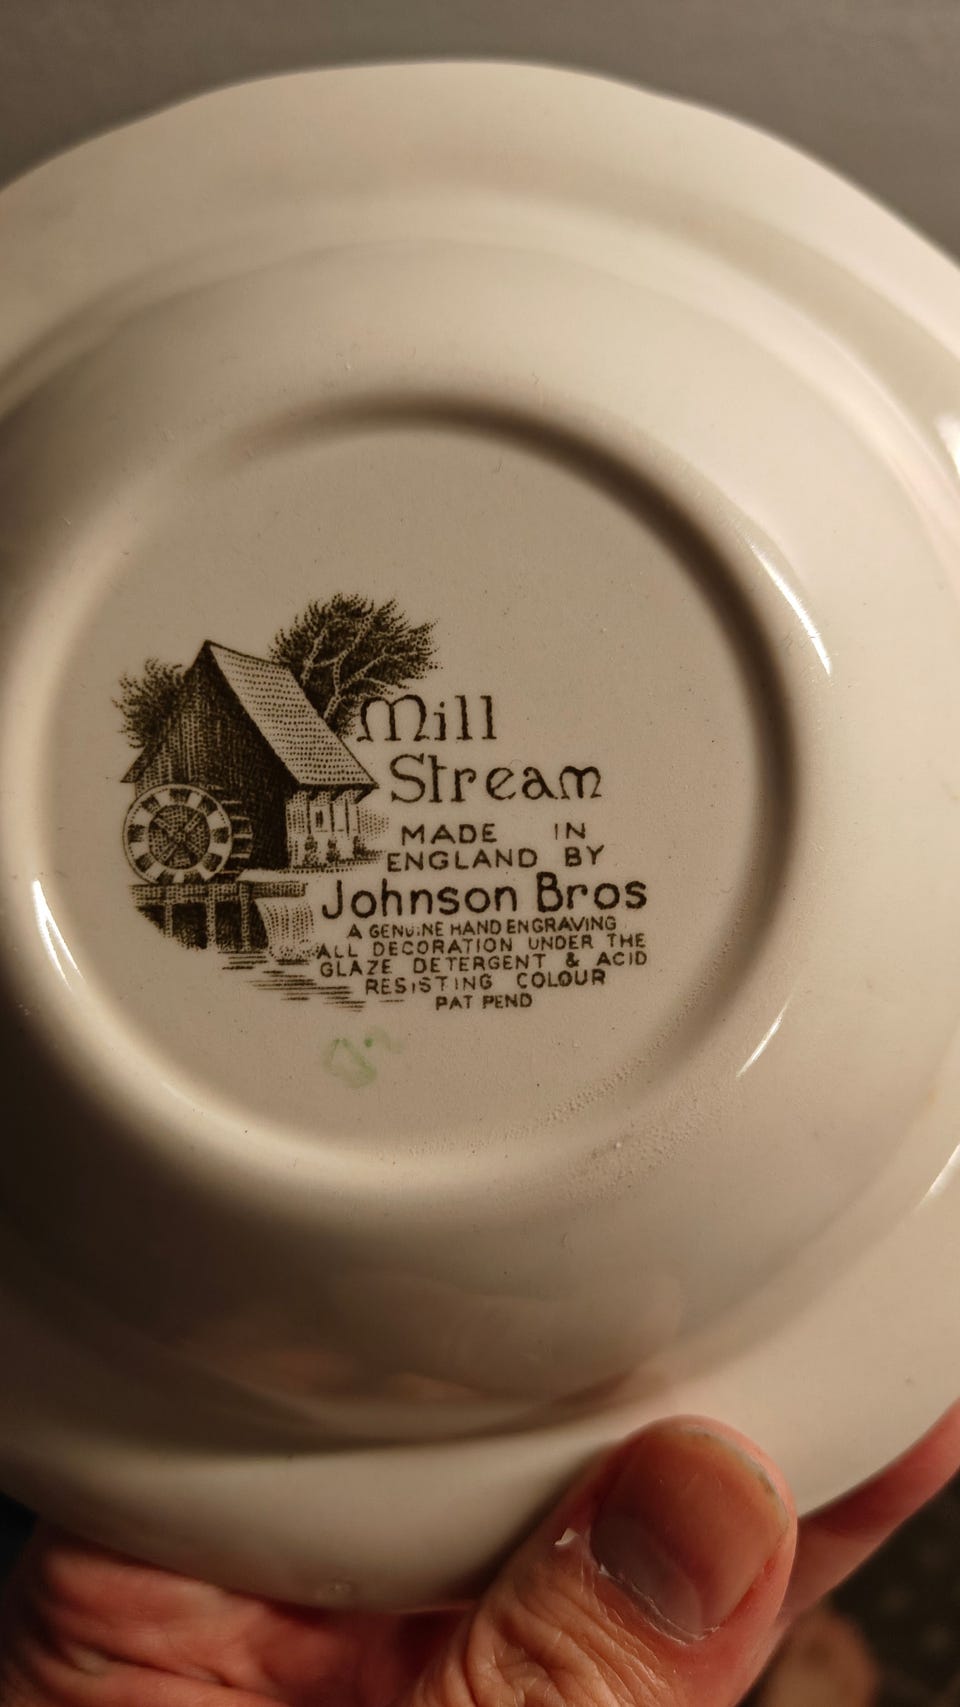 Mill
Stream
MADE IN
ENGLAND BY
Johnson Bros
A GENUINE HAND ENGRAVING
ALL DECORATION UNDER THE
GLAZE DETERGENT & ACID
RESISTING COLOUR
PAT PEND